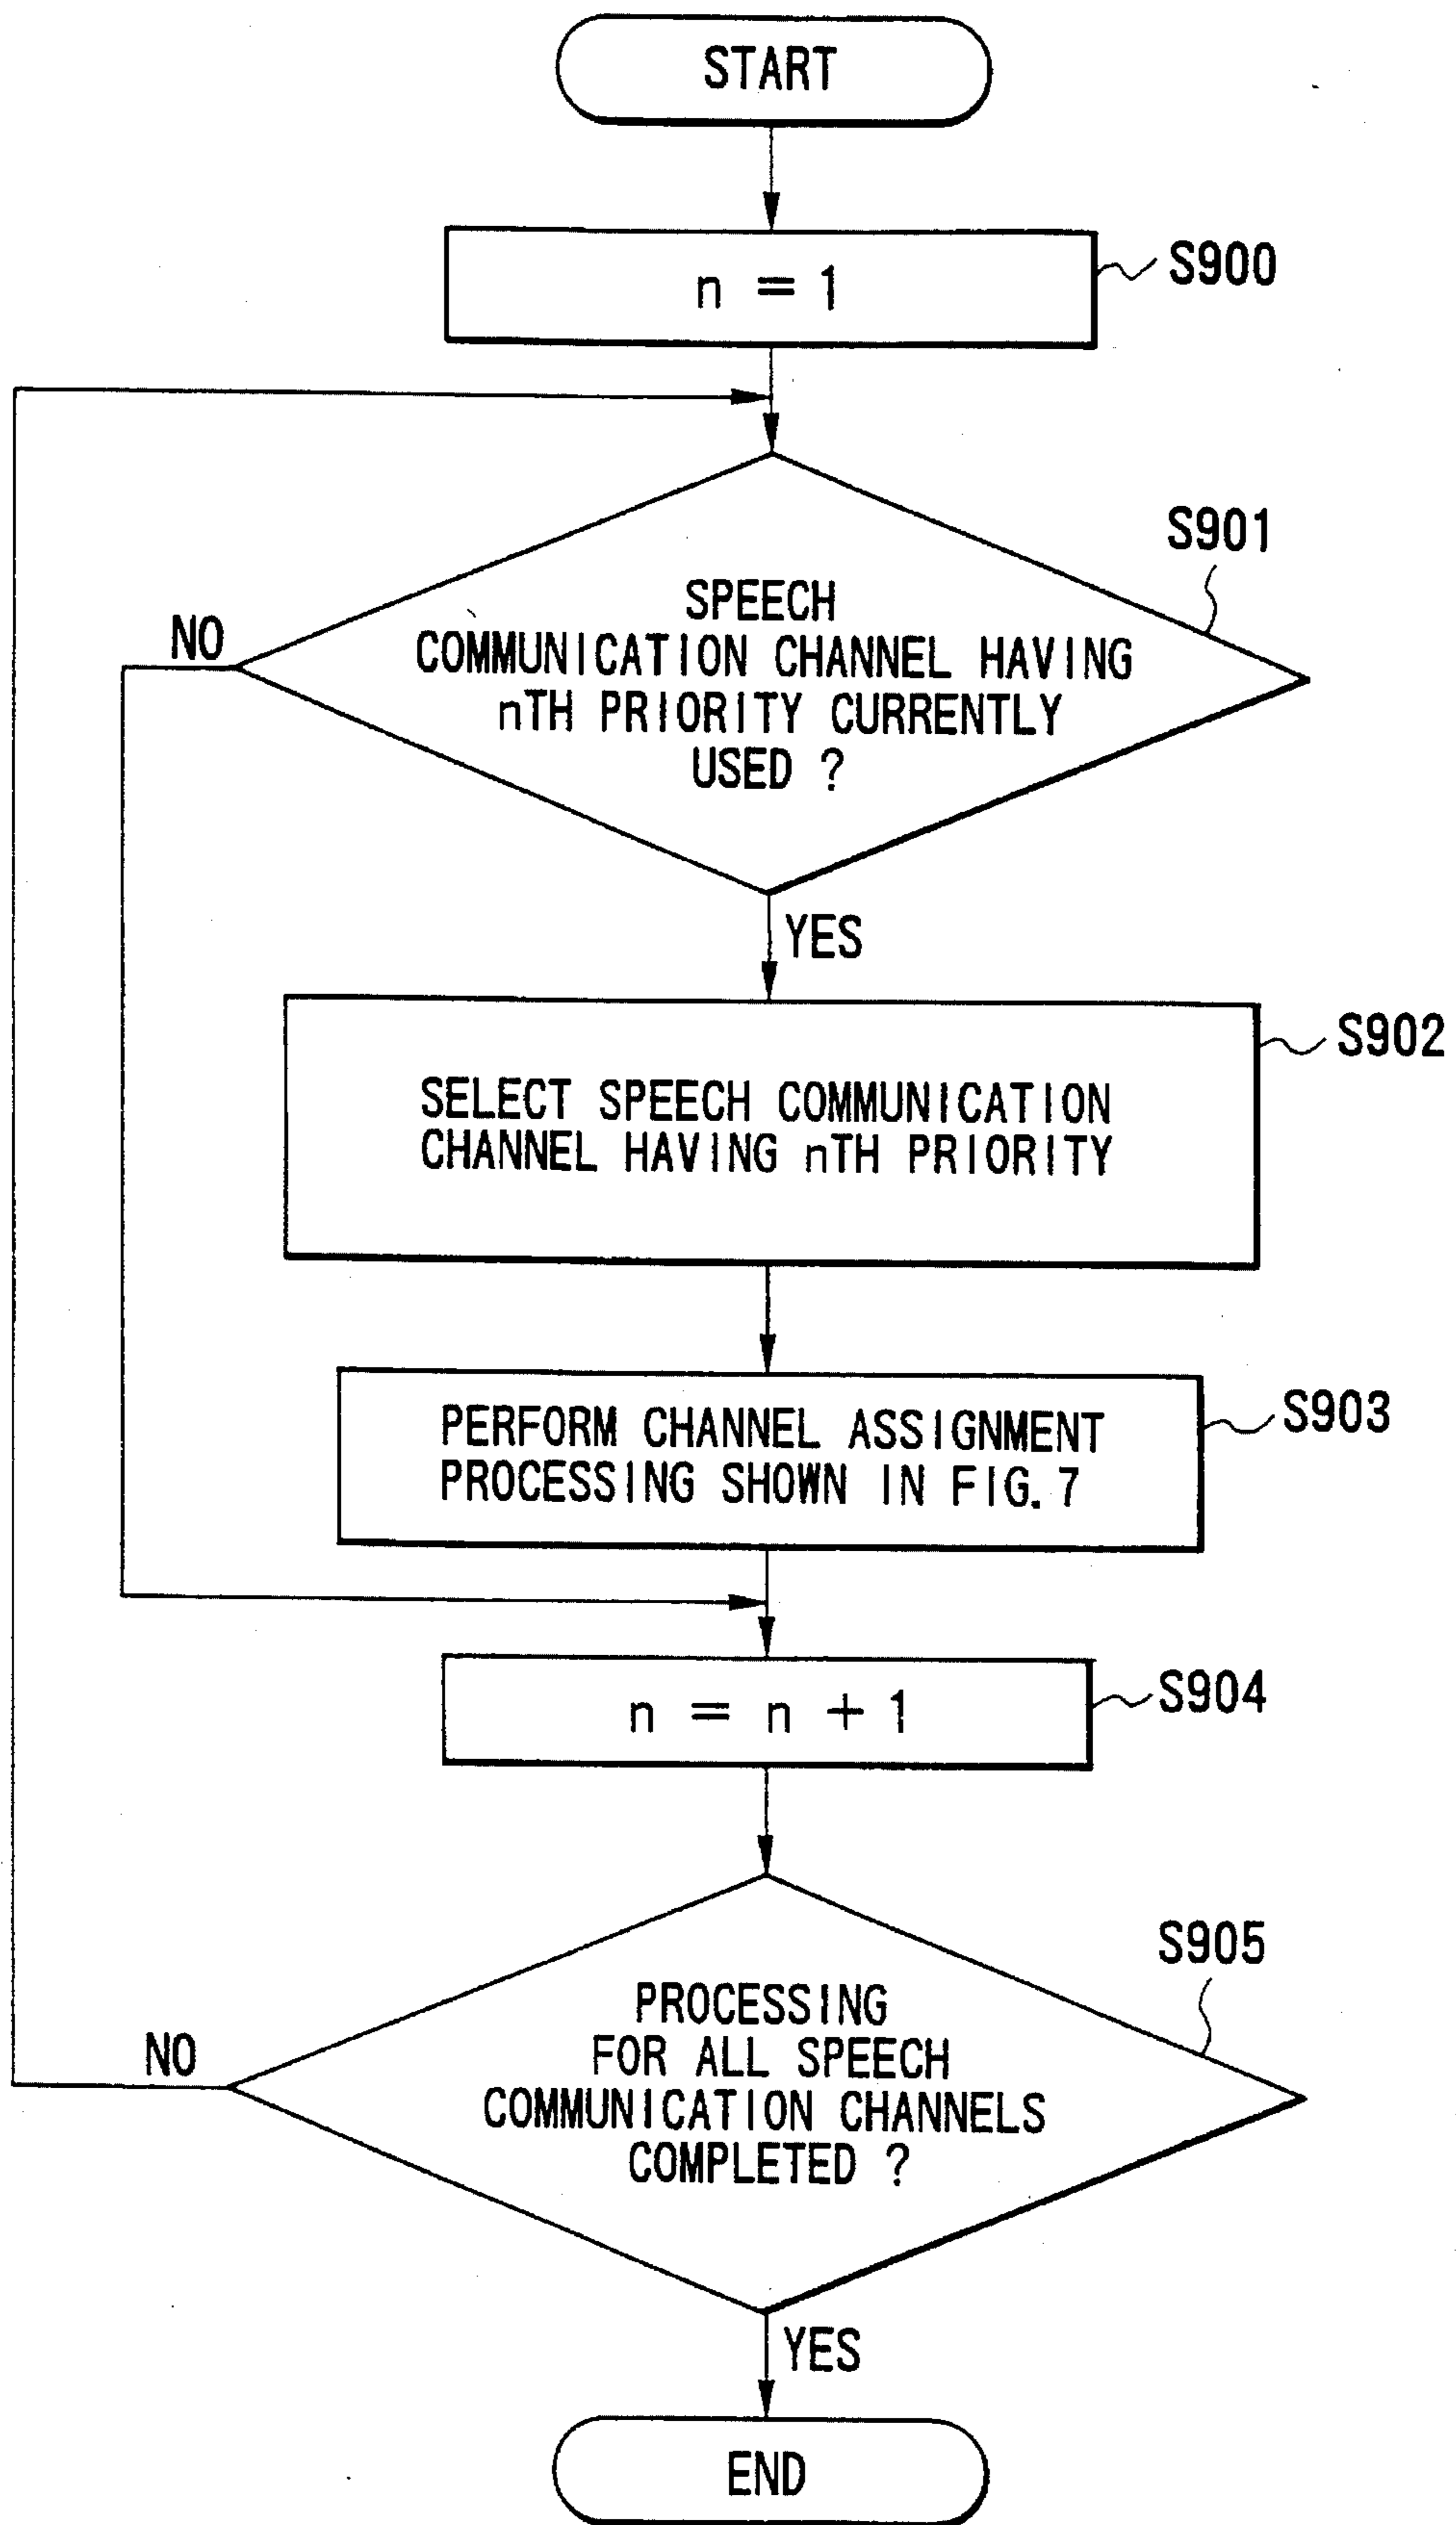 START
n = 1
S900
S901
SPEECH
COMMUNICATION CHANNEL HAVING
nTH PRIORITY CURRENTLY
USED ?
NO
YES
S902
SELECT SPEECH COMMUNICATION
CHANNEL HAVING nTH PRIORITY
S903
PERFORM CHANNEL ASSIGNMENT
PROCESSING SHOWN IN FIG. 7
n = n + 1
S904
S905
PROCESSING
FOR ALL SPEECH
COMMUNICATION CHANNELS
COMPLETED ?
NO
YES
END